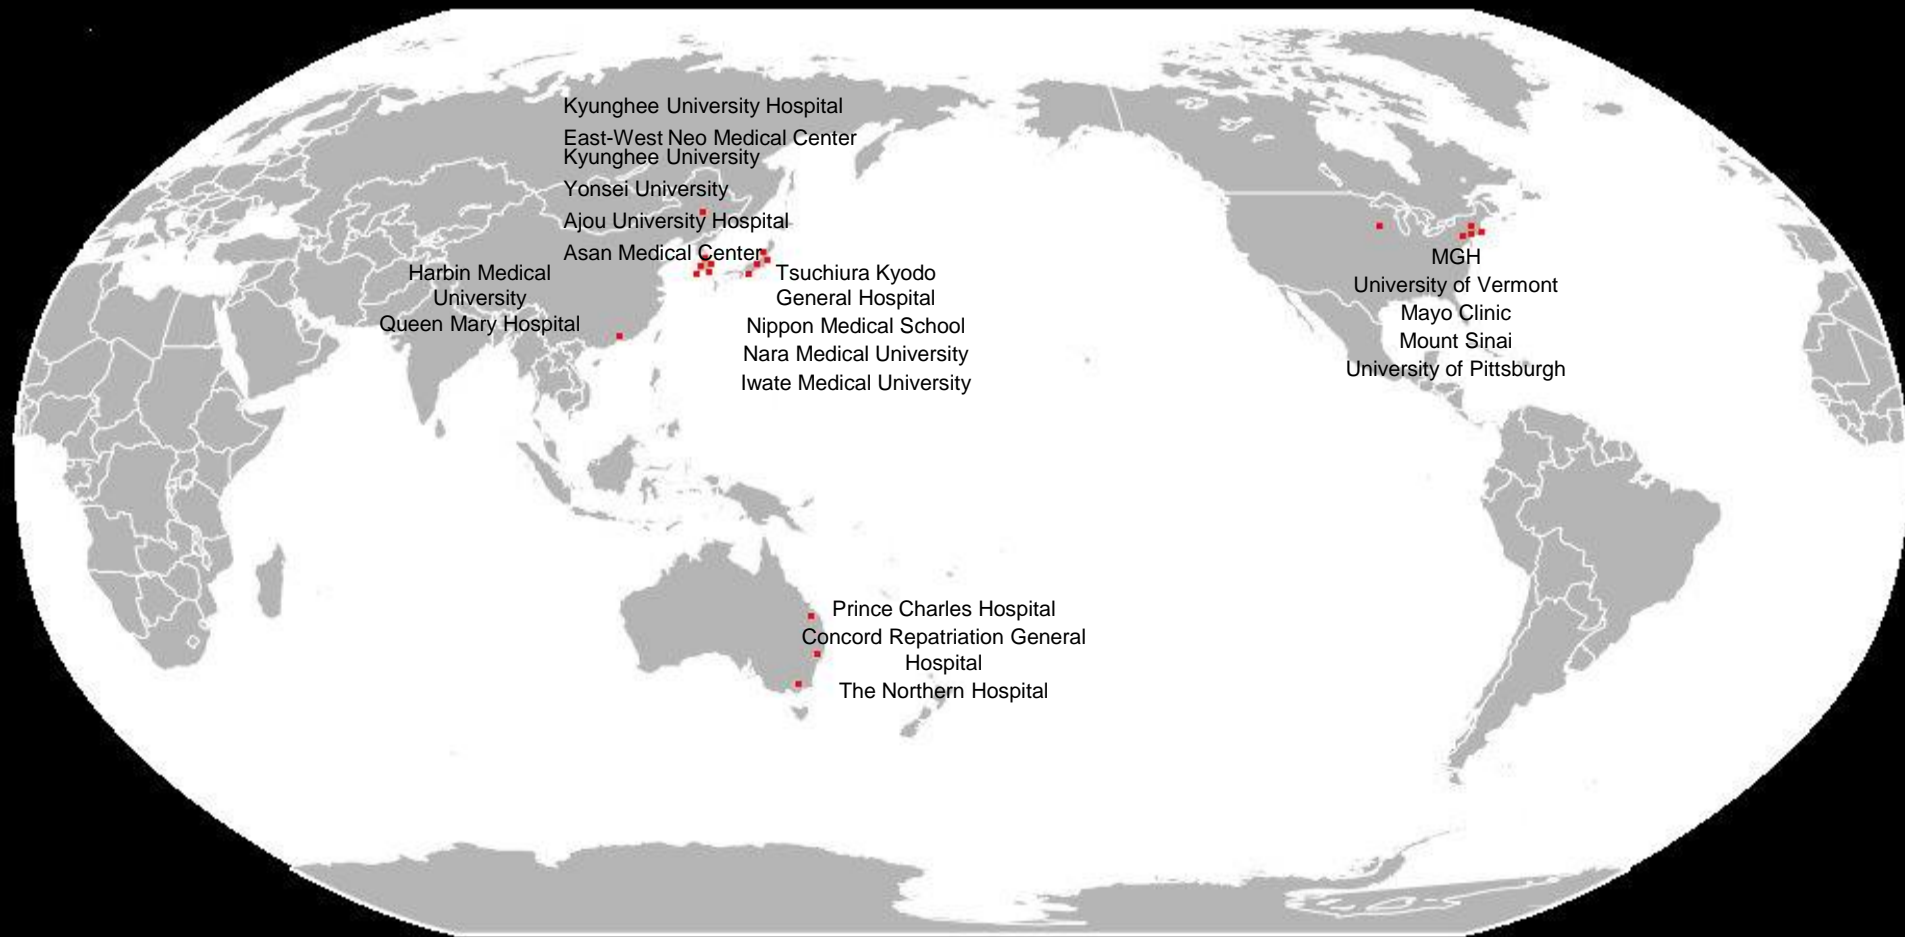 Kyunghee University Hospital
East-West Neo Medical Center
Kyunghee University
Yonsei University
Ajou University Hospital
Asan Medical Center
Harbin Medical
University
Queen Mary Hospital
Tsuchiura Kyodo
General Hospital
Nippon Medical School
Nara Medical University
Iwate Medical University
MGH
University of Vermont
Mayo Clinic
Mount Sinai
University of Pittsburgh
Prince Charles Hospital
Concord Repatriation General
Hospital
The Northern Hospital